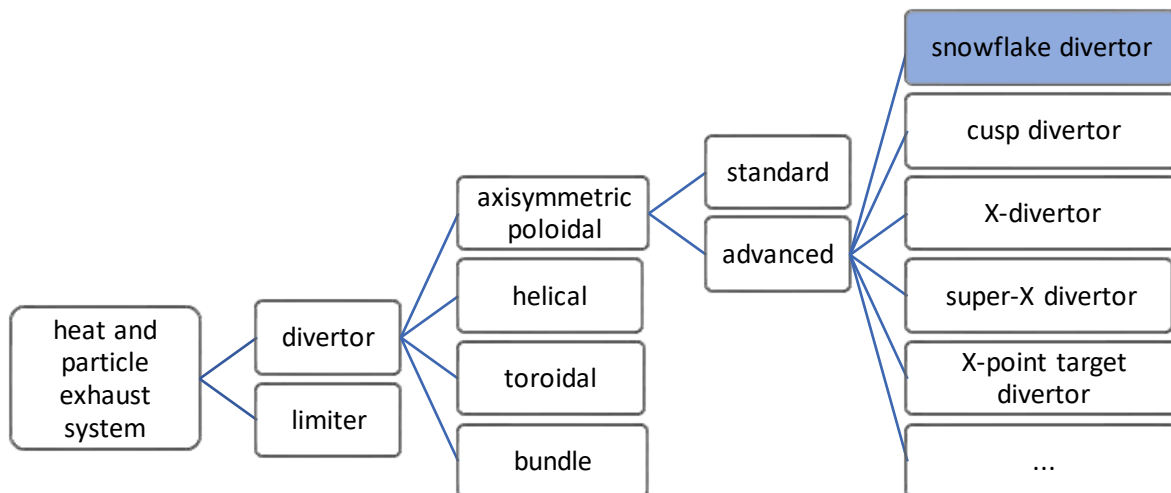 heat and
particle
exhaust
system
divertor
limiter
axisymmetric
poloidal
helical
toroidal
bundle
standard
advanced
snowflake divertor
cusp divertor
X-divertor
super-X divertor
X-point target
divertor
...